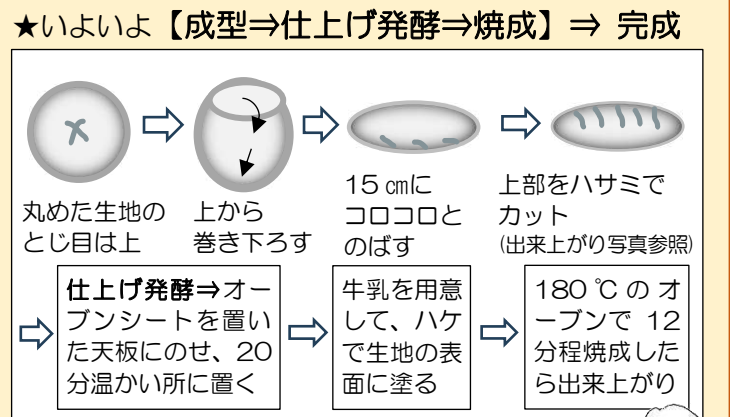 ★いよいよ【成型⇒仕上げ発酵⇒焼成】⇒ 完成
丸めた生地の
とじ目は上
上から
巻き下ろす
15 ㎝に
コロコロと
のばす
上部をハサミで
カット
(出来上がり写真参照)
仕上げ発酵⇒オー
ブンシートを置い
た天板にのせ、20
分温かい所に置く
牛乳を用意
して、ハケ
で生地の表
面に塗る
180 ℃ の オ
ーブンで 12
分程焼成した
ら出来上がり